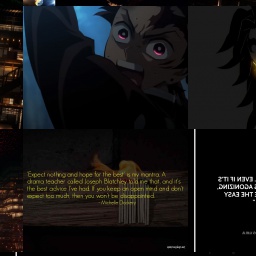 "Expect nothing and hope for the best" is my mantra. A
drama teacher called Joseph Blatchley told me that, and it's
the best advice I've had. If you keep an open mind and don't
expect too much, then you won't be disappointed.
- Michelle Dockery
EVEN IF IT'S
AGONIZING,
THE EASY